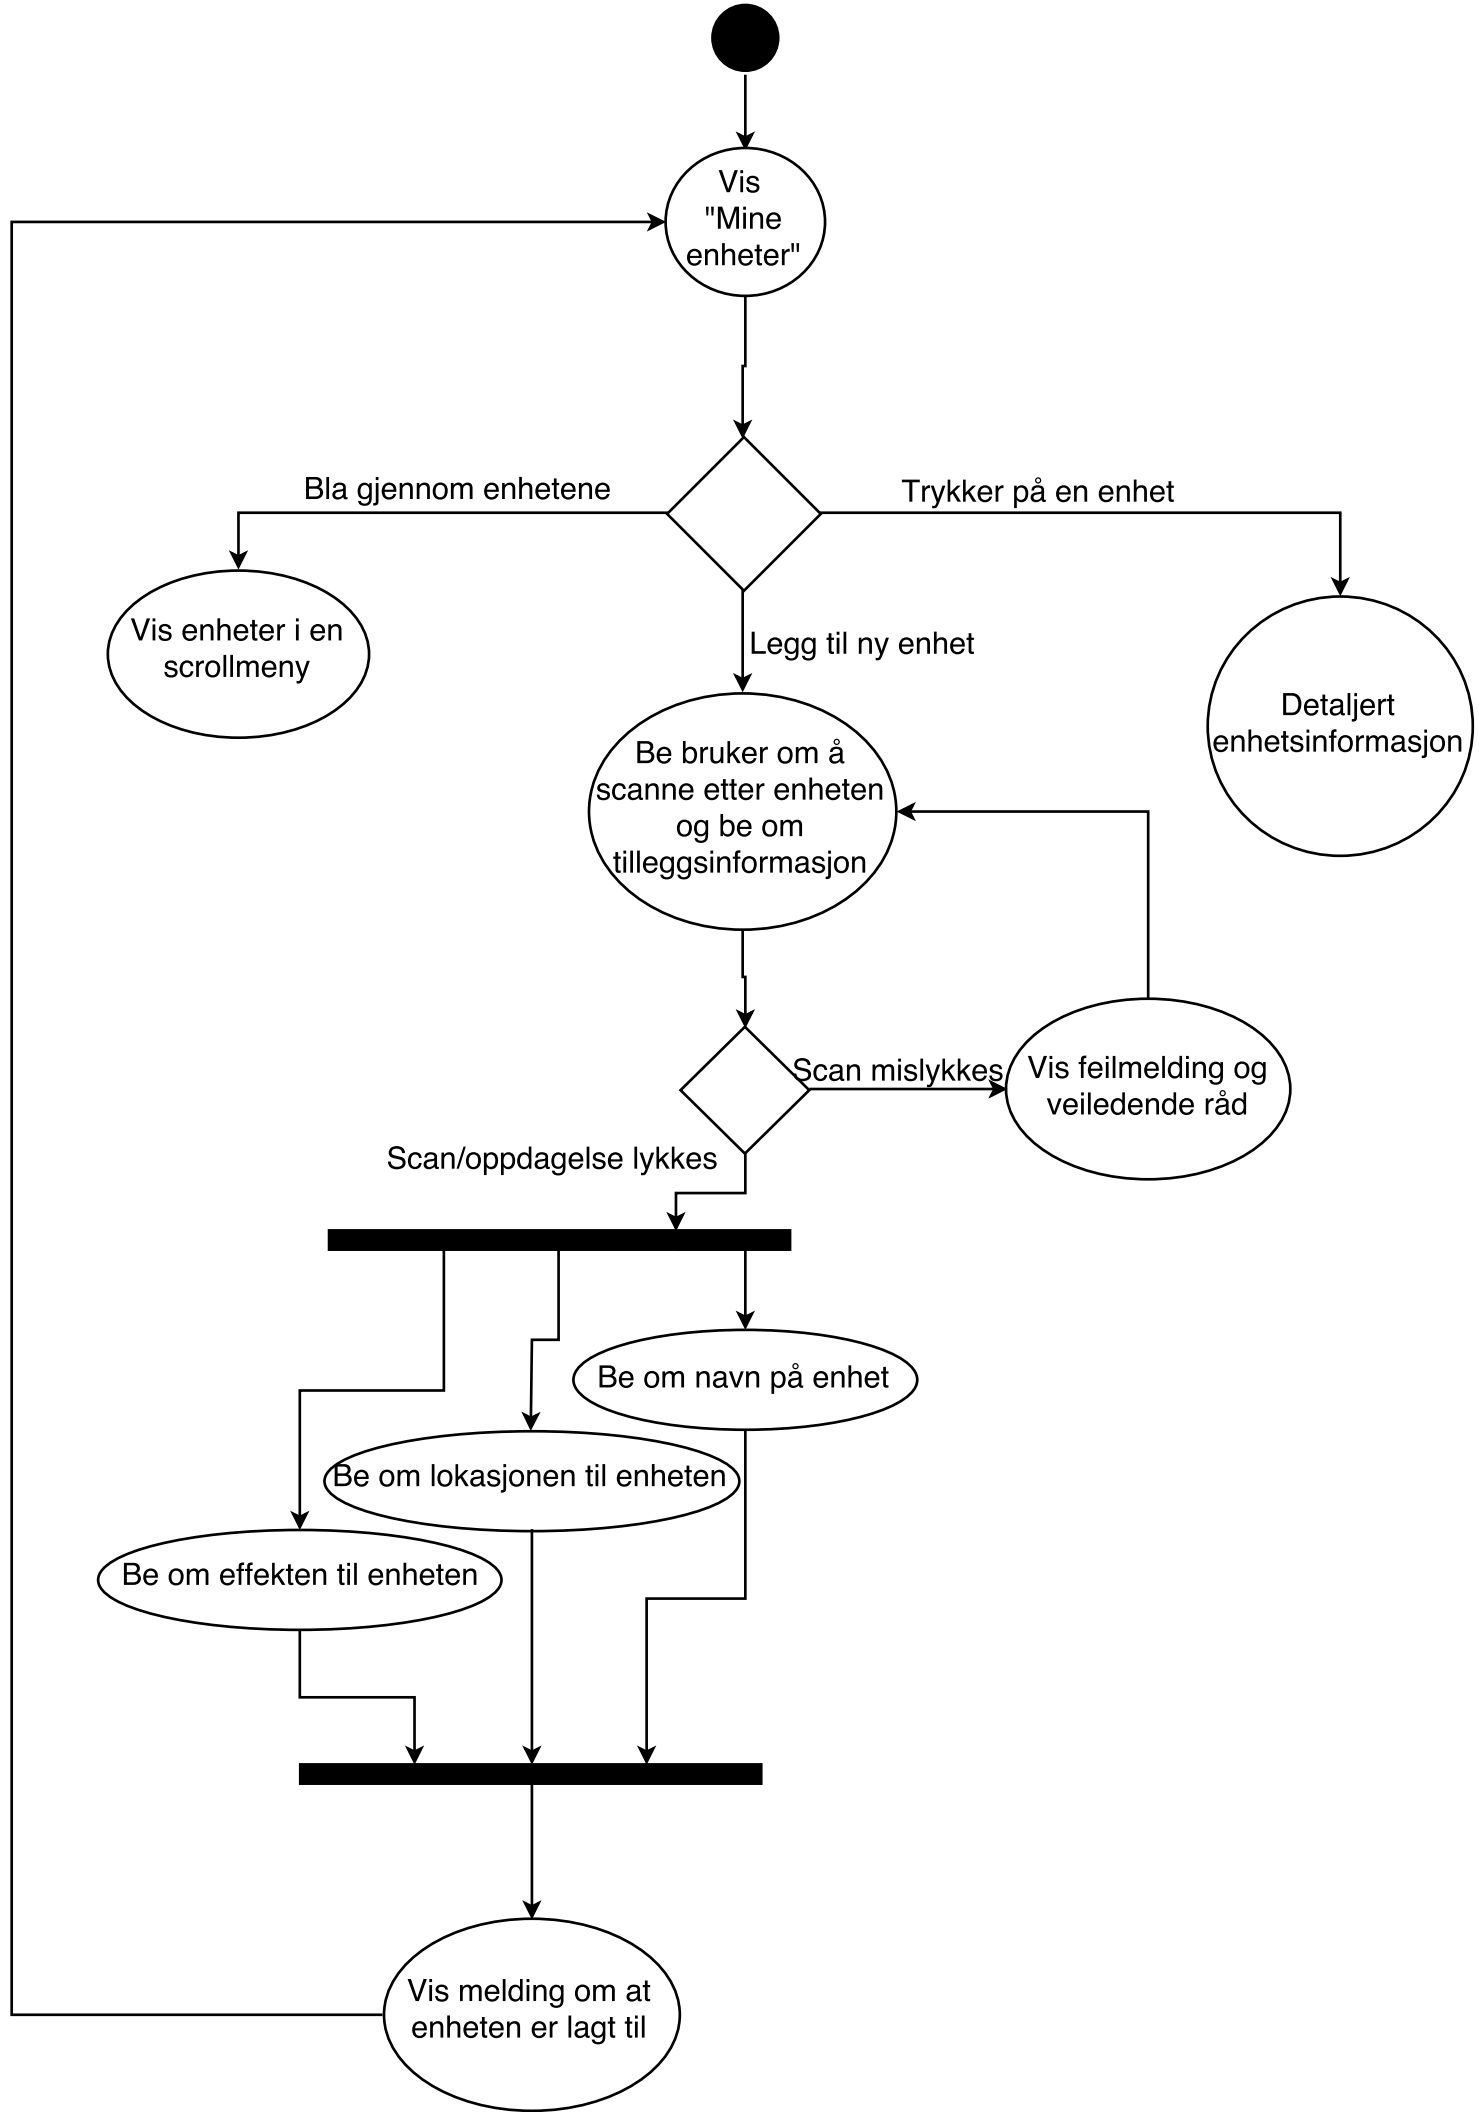 Vis
"Mine
enheter"
Bla gjennom enhetene
Trykker på en enhet
Vis enheter i en
scrollmeny
Legg til ny enhet
Detaljert
enhetsinformasjon
Be bruker om å
scanne etter enheten
og be om
tilleggsinformasjon
Scan mislykkes
Vis feilmelding og
veiledende råd
Scan/oppdagelse lykkes
Be om navn på enhet
Be om lokasjonen til enheten
Be om effekten til enheten
Vis melding om at
enheten er lagt til